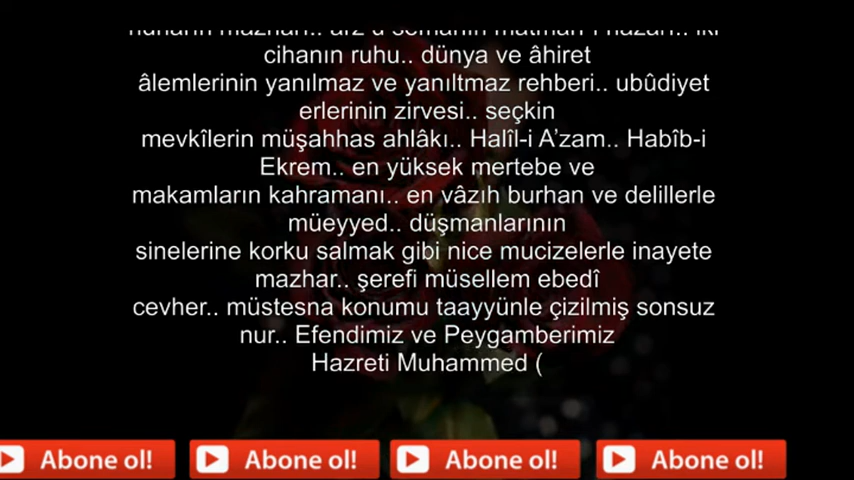 cihanın ruhu.. dünya ve âhiret
âlemlerinin yanılmaz ve yanıltmaz rehberi.. ubûdiyet
erlerinin zirvesi.. seçkin
mevkîlerin müşahhas ahlâkı.. Halîl-i A’zam.. Habîb-i
Ekrem.. en yüksek mertebe ve
makamların kahramanı.. en vâzıh burhan ve delillerle
müeyyed.. düşmanlarının
sinelerine korku salmak gibi nice mucizelerle inayete
mazhar.. şerefi müsellem ebedî
cevher.. müstesna konumu taayyünle çizilmiş sonsuz
nur.. Efendimiz ve Peygamberimiz
Hazreti Muhammed (
Abone ol! Abone ol! Abone ol! Abone ol!